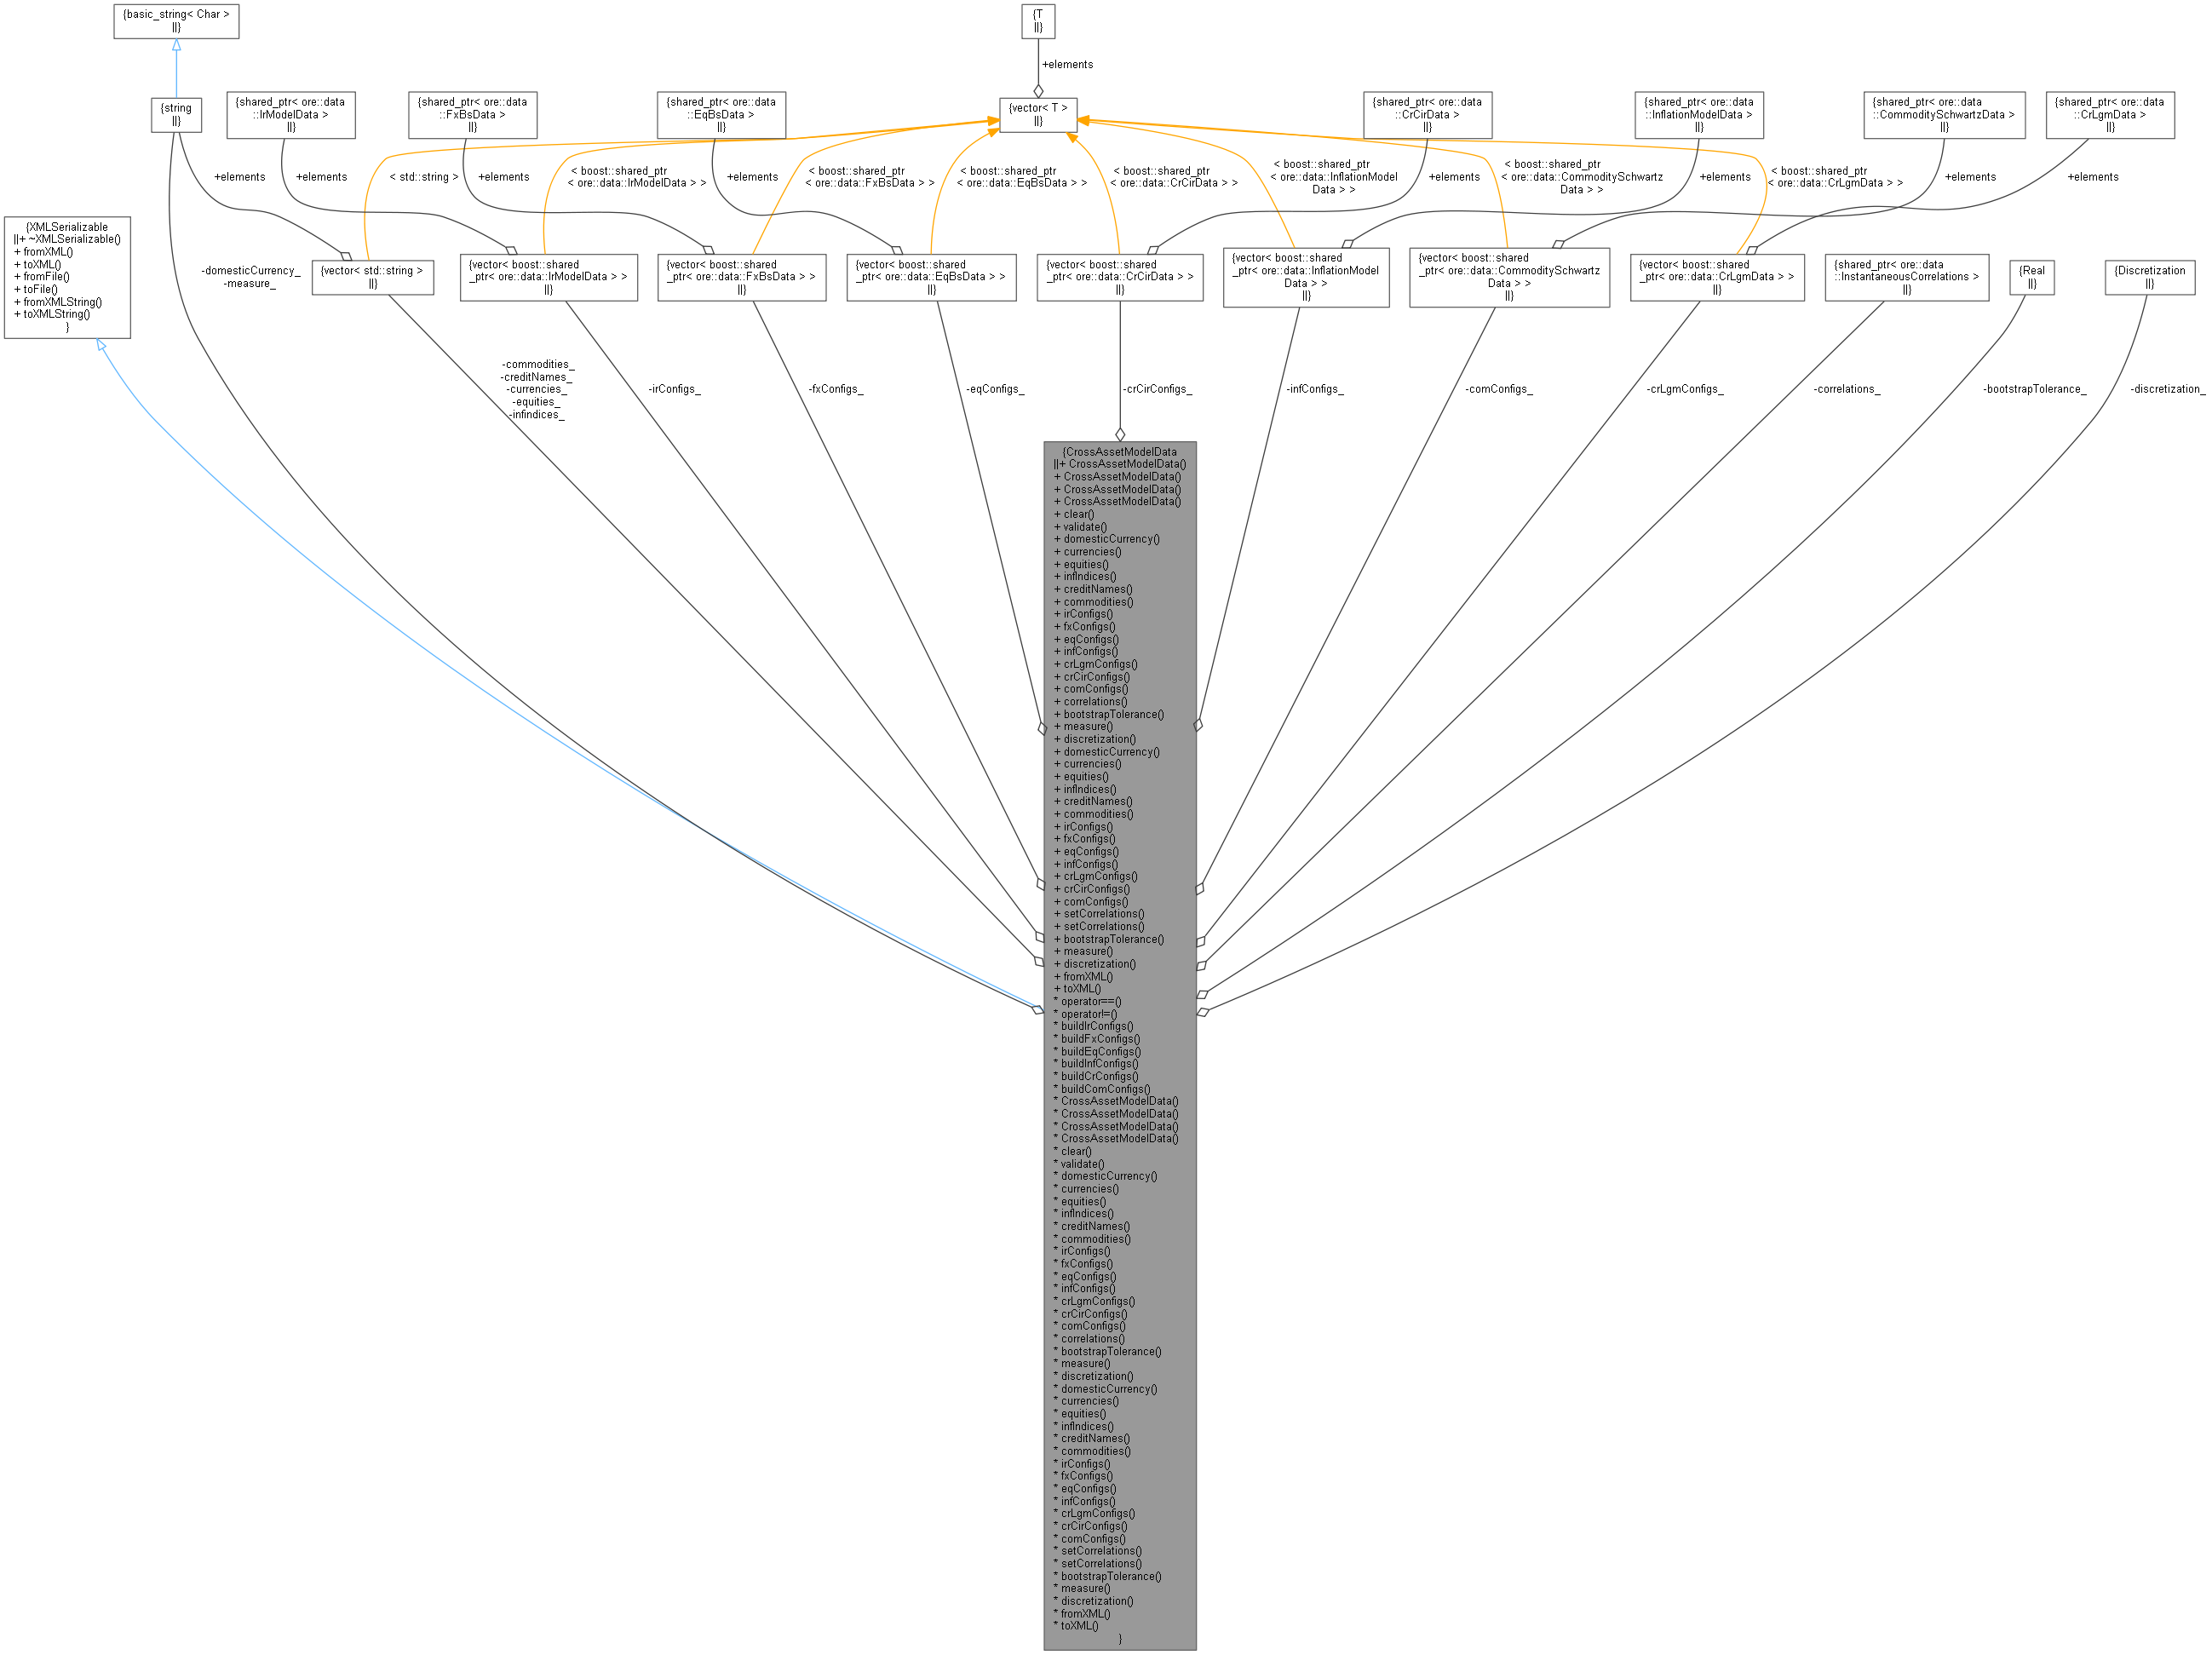 {basic_string< Char >
||}
{T
||}
+elements
{string
||}
{shared_ptr< ore::data
::IrModelData >
||}
{shared_ptr< ore::data
::FxBsData >
||}
{shared_ptr< ore::data
::EqBsData >
||}
{vector< T >
||}
{shared_ptr< ore::data
::CrCirData >
||}
{shared_ptr< ore::data
::InflationModelData >
||}
{shared_ptr< ore::data
::CommoditySchwartzData >
||}
{shared_ptr< ore::data
::CrLgmData >
||}
+elements
+elements
< std::string >
+elements
< boost::shared_ptr
< ore::data::IrModelData > >
+elements
< boost::shared_ptr
< ore::data::FxBsData > >
< boost::shared_ptr
< ore::data::EqBsData > >
< boost::shared_ptr
< ore::data::CrCirData > >
< boost::shared_ptr
< ore::data::InflationModel
Data > >
+elements
< boost::shared_ptr
< ore::data::CommoditySchwartz
Data > >
+elements
< boost::shared_ptr
< ore::data::CrLgmData > >
+elements
+elements
{XMLSerializable
||+ ~XMLSerializable()
+ fromXML()
+ toXML()
+ fromFile()
+ toFile()
+ fromXMLString()
+ toXMLString()
}
-domesticCurrency_
-measure_
{vector< std::string >
||}
{vector< boost::shared
_ptr< ore::data::IrModelData > >
||}
{vector< boost::shared
_ptr< ore::data::FxBsData > >
||}
{vector< boost::shared
_ptr< ore::data::EqBsData > >
||}
{vector< boost::shared
_ptr< ore::data::CrCirData > >
||}
{vector< boost::shared
_ptr< ore::data::InflationModel
Data > >
||}
{vector< boost::shared
_ptr< ore::data::CommoditySchwartz
Data > >
||}
{vector< boost::shared
_ptr< ore::data::CrLgmData > >
||}
{shared_ptr< ore::data
::InstantaneousCorrelations >
||}
{Real
||}
{Discretization
||}
-commodities_
-creditNames_
-currencies_
-equities_
-infindices_
-irConfigs_
-fxConfigs_
-eqConfigs_
-crCirConfigs_
-infConfigs_
-comConfigs_
-crLgmConfigs_
-correlations_
-bootstrapTolerance_
-discretization_
{CrossAssetModelData
||+ CrossAssetModelData()
+ CrossAssetModelData()
+ CrossAssetModelData()
+ CrossAssetModelData()
+ clear()
+ validate()
+ domesticCurrency()
+ currencies()
+ equities()
+ infIndices()
+ creditNames()
+ commodities()
+ irConfigs()
+ fxConfigs()
+ eqConfigs()
+ infConfigs()
+ crLgmConfigs()
+ crCirConfigs()
+ comConfigs()
+ correlations()
+ bootstrapTolerance()
+ measure()
+ discretization()
+ domesticCurrency()
+ currencies()
+ equities()
+ infIndices()
+ creditNames()
+ commodities()
+ irConfigs()
+ fxConfigs()
+ eqConfigs()
+ infConfigs()
+ crLgmConfigs()
+ crCirConfigs()
+ comConfigs()
+ setCorrelations()
+ setCorrelations()
+ bootstrapTolerance()
+ measure()
+ discretization()
+ fromXML()
+ toXML()
* operator==()
* operator!=()
* buildIrConfigs()
* buildFxConfigs()
* buildEqConfigs()
* buildInfConfigs()
* buildCrConfigs()
* buildComConfigs()
* CrossAssetModelData()
* CrossAssetModelData()
* CrossAssetModelData()
* CrossAssetModelData()
* clear()
* validate()
* domesticCurrency()
* currencies()
* equities()
* infIndices()
* creditNames()
* commodities()
* irConfigs()
* fxConfigs()
* eqConfigs()
* infConfigs()
* crLgmConfigs()
* crCirConfigs()
* comConfigs()
* correlations()
* bootstrapTolerance()
* measure()
* discretization()
* domesticCurrency()
* currencies()
* equities()
* infIndices()
* creditNames()
* commodities()
* irConfigs()
* fxConfigs()
* eqConfigs()
* infConfigs()
* crLgmConfigs()
* crCirConfigs()
* comConfigs()
* setCorrelations()
* setCorrelations()
* bootstrapTolerance()
* measure()
* discretization()
* fromXML()
* toXML()
}